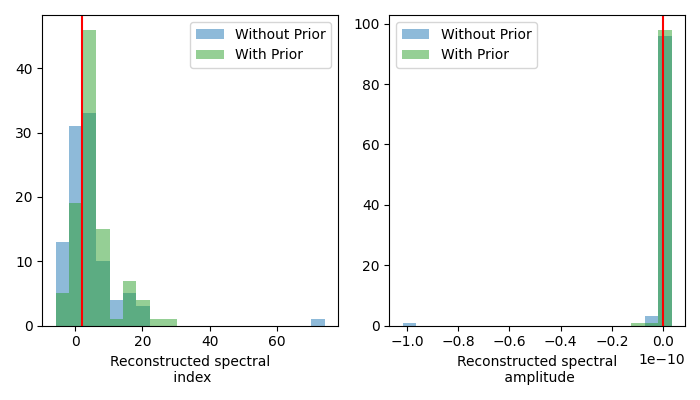 Without Prior
With Prior
40
30
20
10
0
0
20
40
60
Reconstructed spectral
index
Without Prior
With Prior
100
80
60
40
20
0
−1.0
−0.8
−0.6
−0.4
−0.2
0.0
1e−10
Reconstructed spectral
amplitude